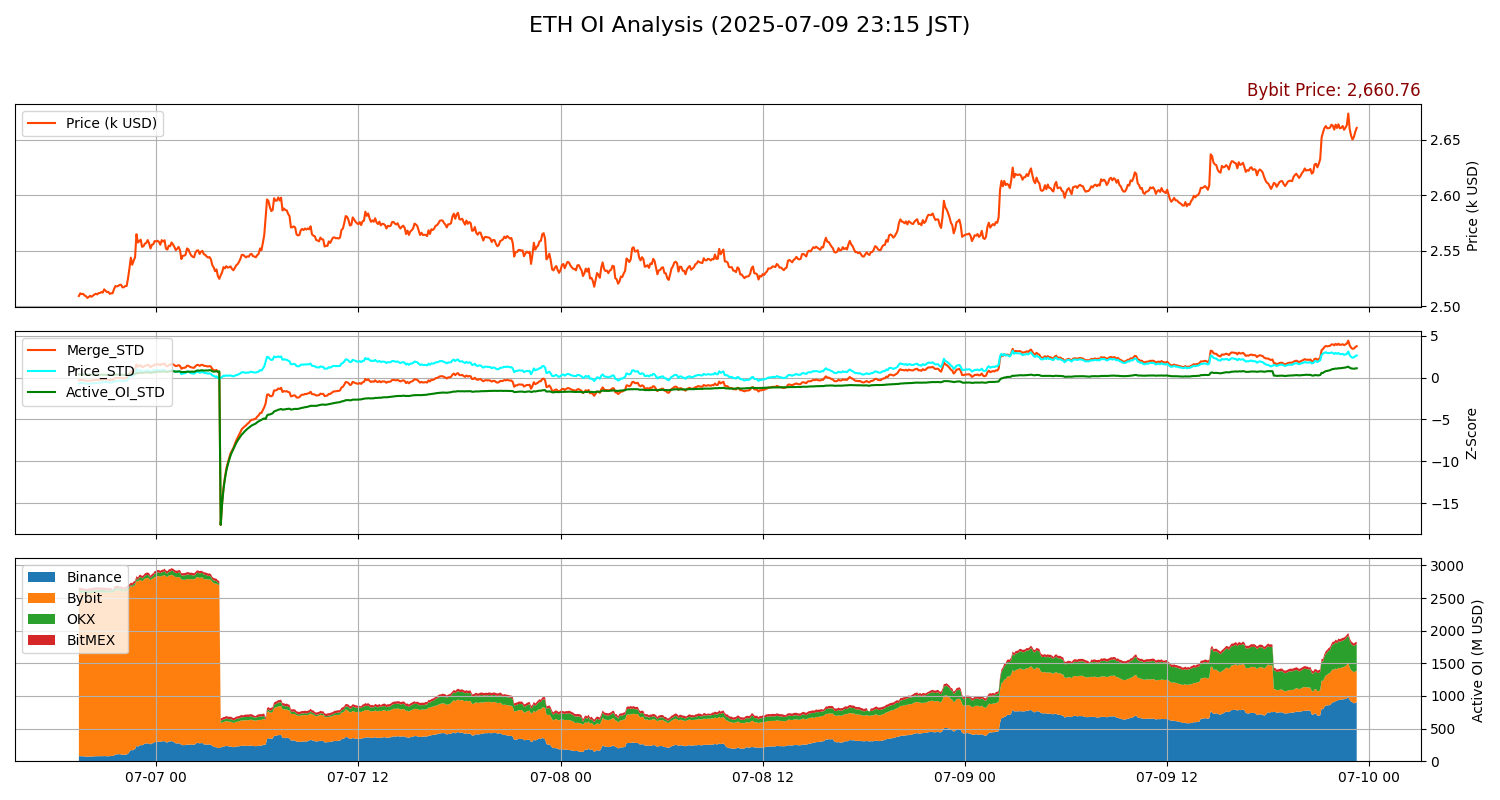 ETH OI Analysis (2025-07-09 23:15 JST)
Bybit Price: 2,660.76
Price (k USD)
2.65
2.60
2.55
2.50
Price (k USD)
Merge_STD
Price_STD
Active_OI_STD
5
0
−5
−10
−15
Z-Score
Binance
Bybit
OKX
BitMEX
3000
2500
2000
1500
1000
500
0
Active OI (M USD)
07-07 00
07-07 12
07-08 00
07-08 12
07-09 00
07-09 12
07-10 00